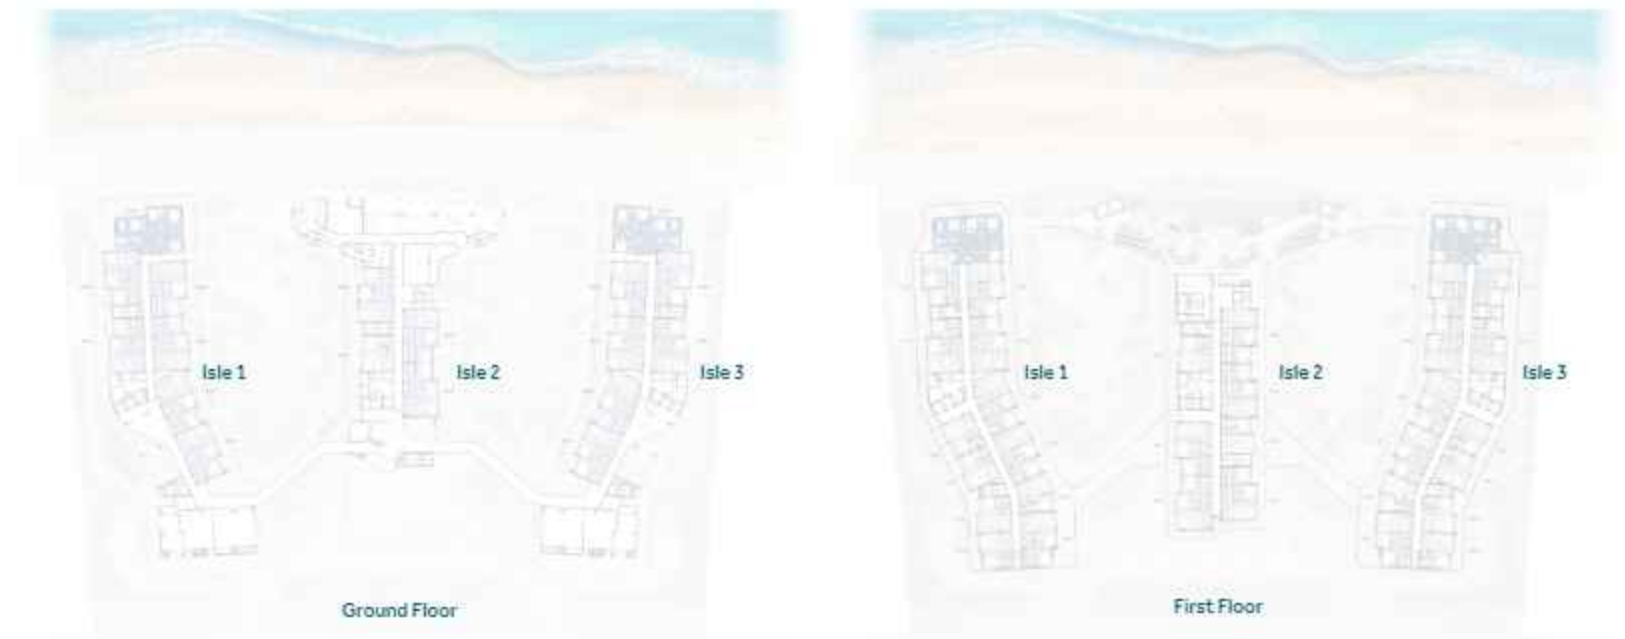 Isle 1
Isle 2
Isle 3
Ground Floor
Isle 1
Isle 2
Isle 3
First Floor